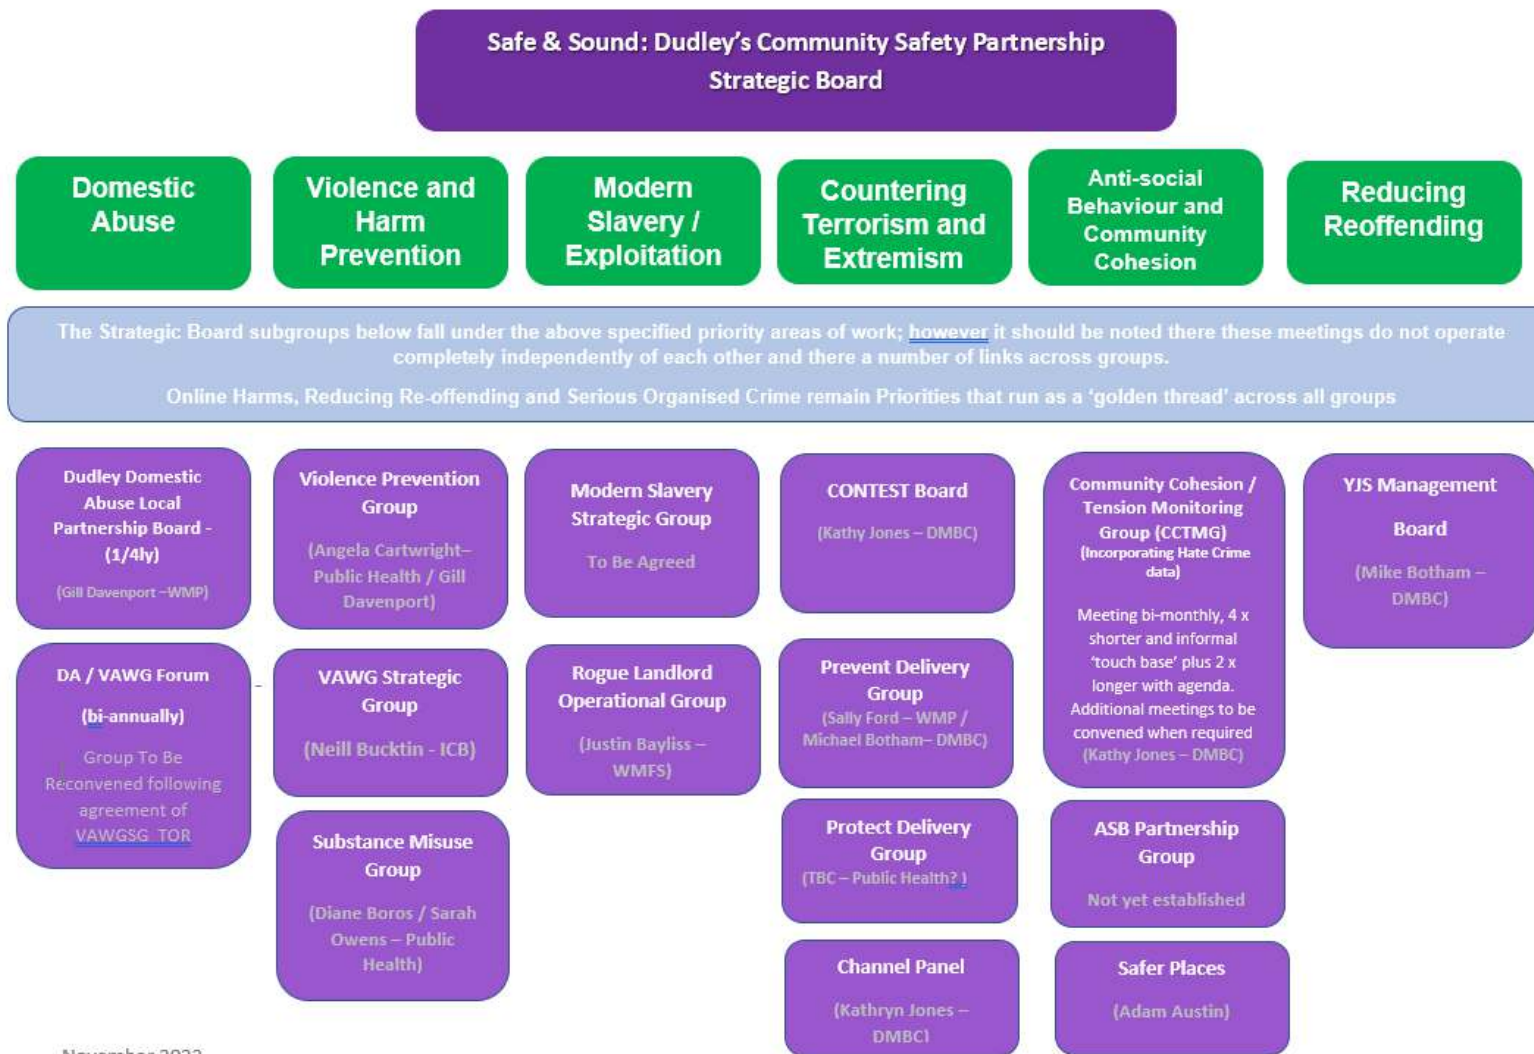 Safe & Sound: Dudley's Community Safety Partnership
Strategic Board
Domestic
Abuse
Violence and
Harm
Prevention
Modern
Slavery /
Exploitation
Countering
Terrorism and
Extremism
Anti-social
Behaviour and
Community
Cohesion
Reducing
Reoffending
The Strategic Board subgroups below fall under the above specified priority areas of work; however it should be noted there these meetings do not operate
completely independently of each other and there a number of links across groups.
Online Harms, Reducing Re-offending and Serious Organised Crime remain Priorities that run as a ‘golden thread’ across all groups
Dudley Domestic
Abuse Local
Partnership Board -
(1/4ly)
(Gill Davenport –WMP)
DA / VAWG Forum
(bi-annually)
Group To Be
Reconvened following
agreement of
VAWGSG TOR
Violence Prevention
Group
(Angela Cartwright–
Public Health / Gill
Davenport)
VAWG Strategic
Group
(Neill Bucktin - ICB)
Substance Misuse
Group
(Diane Boros / Sarah
Owens – Public
Health)
Modern Slavery
Strategic Group
To Be Agreed
Rogue Landlord
Operational Group
(Justin Bayliss –
WMFS)
CONTEST Board
(Kathy Jones – DMBC)
Prevent Delivery
Group
(Sally Ford – WMP /
Michael Botham– DMBC)
Protect Delivery
Group
(TBC – Public Health? )
Channel Panel
(Kathryn Jones –
DMBC)
Community Cohesion /
Tension Monitoring
Group (CCTMG)
(Incorporating Hate Crime
data)
Meeting bi-monthly, 4 x
shorter and informal
‘touch base’ plus 2 x
longer with agenda.
Additional meetings to be
convened when required
(Kathy Jones – DMBC)
ASB Partnership
Group
Not yet established
Safer Places
(Adam Austin)
YJS Management
Board
(Mike Botham –
DMBC)
November